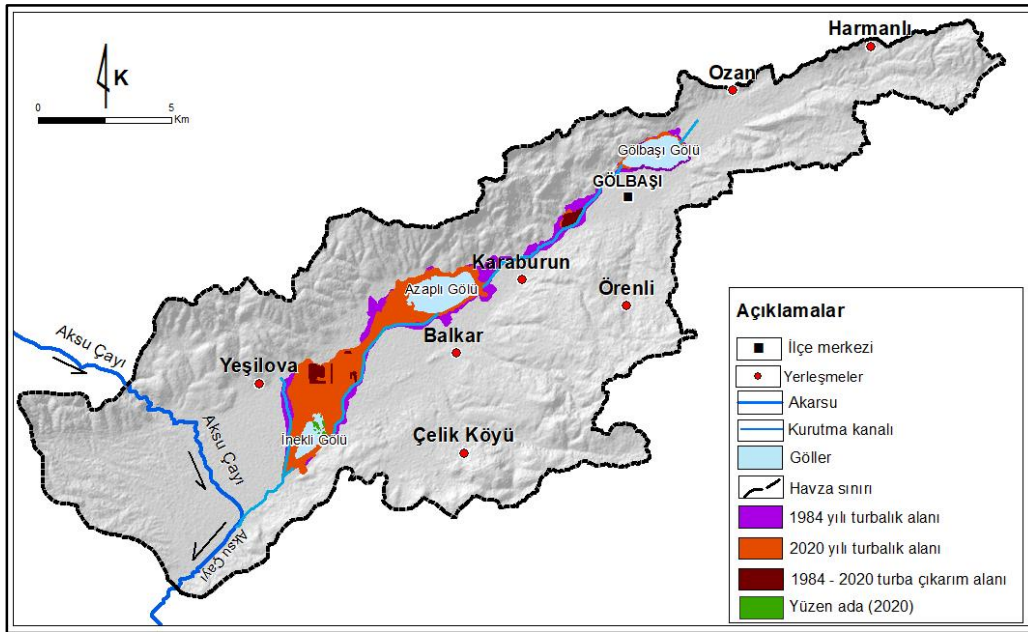 Harmanlı
Ozan
K
0 5
Km
Gölbaşı Gölü
GÖLBAŞI
Karaburun
Azaplı Gölü
Örenli
Balkar
Aksu Çayı
Yeşilova
Aksu Çayı
İnekli Gölü
Çelik Köyü
Aksu Çayı
Açıklamalar
İlçe merkezi
Yerleşmeler
Akarsu
Kurutma kanalı
Göller
Havza sınırı
1984 yılı turbalık alanı
2020 yılı turbalık alanı
1984 - 2020 turba çıkarım alanı
Yüzen ada (2020)